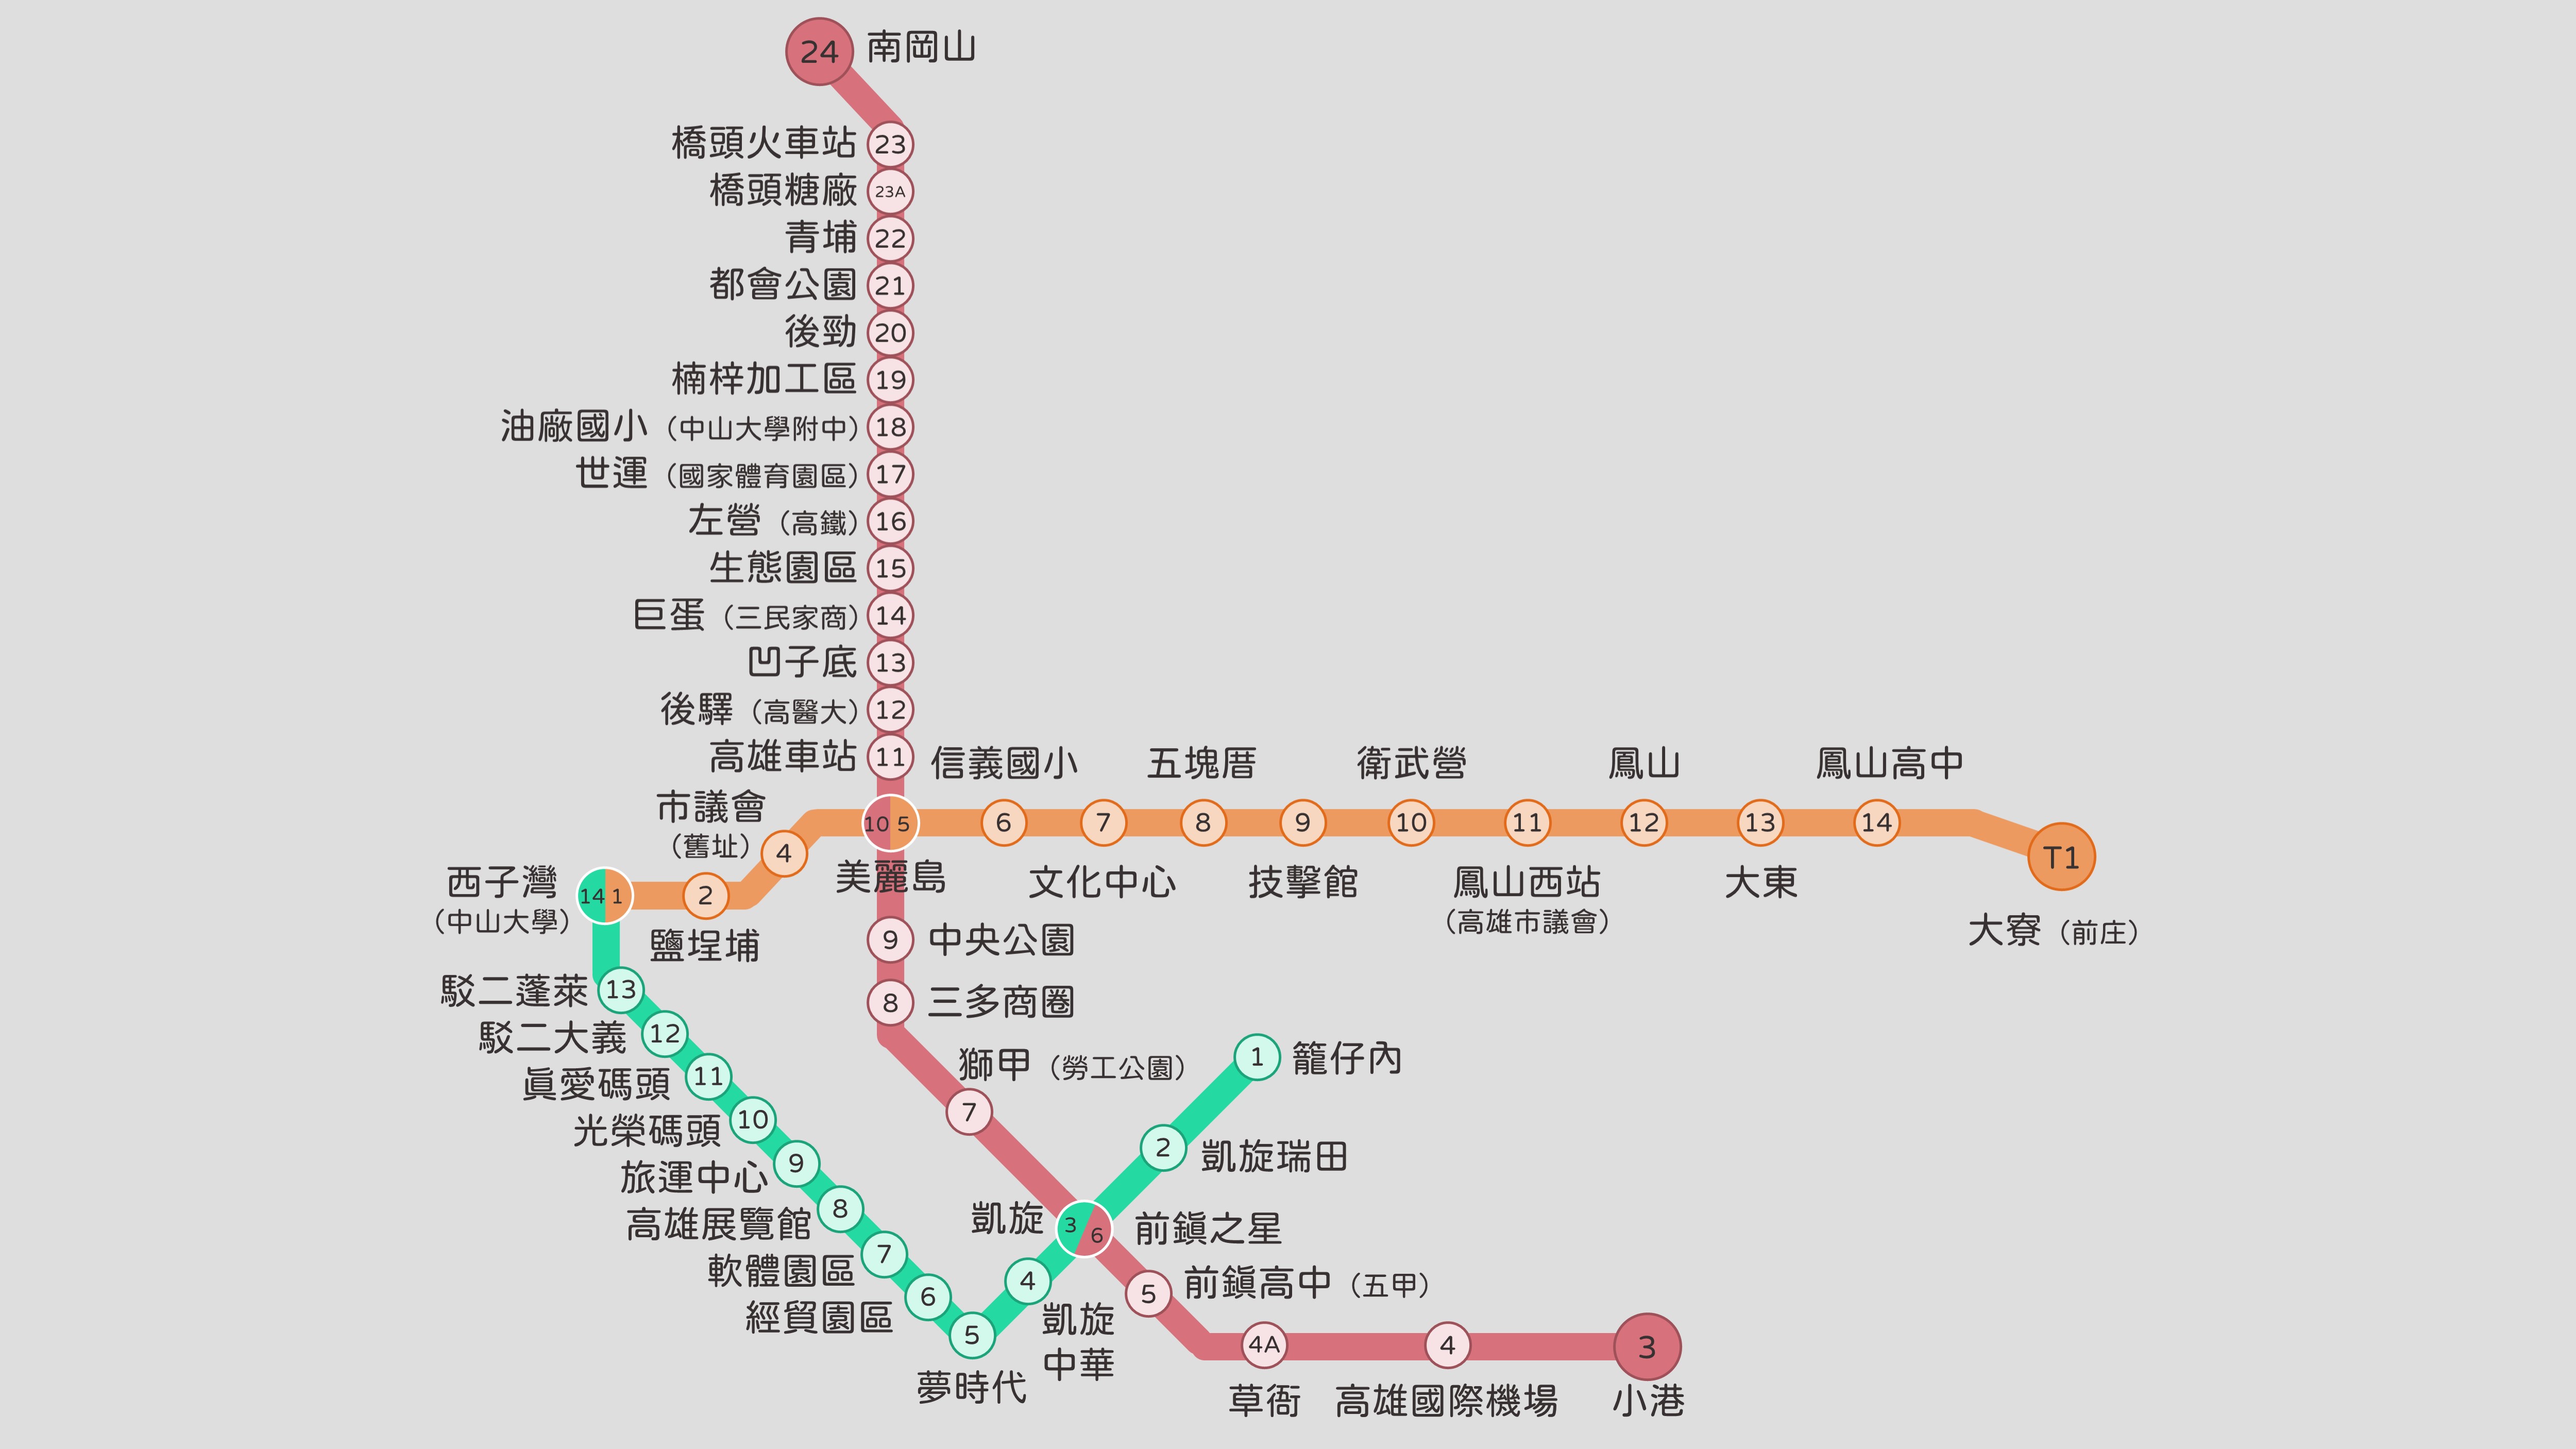 24 南岡山
橋頭火車站 23
橋頭糖廠 23A
青埔 22
都會公園 21
後勁 20
楠梓加工區 19
油廠國小（中山大學附中） 18
世運（國家體育園區） 17
左營（高鐵） 16
生態園區 15
巨蛋（三民家商） 14
凹子底 13
後驛（高醫大） 12
高雄車站 11
信義國小 五塊厝 衛武營 鳳山 鳳山高中
市議會
（舊址）
4
10 5 6 7 8 9 10 11 12 13 14 T1
美麗島 文化中心 技擊館 鳳山西站 大東
（高雄市議會）
大寮（前庄）
西子灣
（中山大學）
14 1 2
鹽埕埔
9 中央公園
8 三多商圈
駁二蓬萊 13
駁二大義 12
眞愛碼頭 11
光榮碼頭 10
旅運中心 9
高雄展覽館 8
軟體園區 7
經貿園區 6
5
夢時代
獅甲（勞工公園）
7
1 籠仔內
2 凱旋瑞田
凱旋 3 6 前鎭之星
4
凱旋
中華
5 前鎭高中（五甲）
4A 4 3
草衙 高雄國際機場 小港